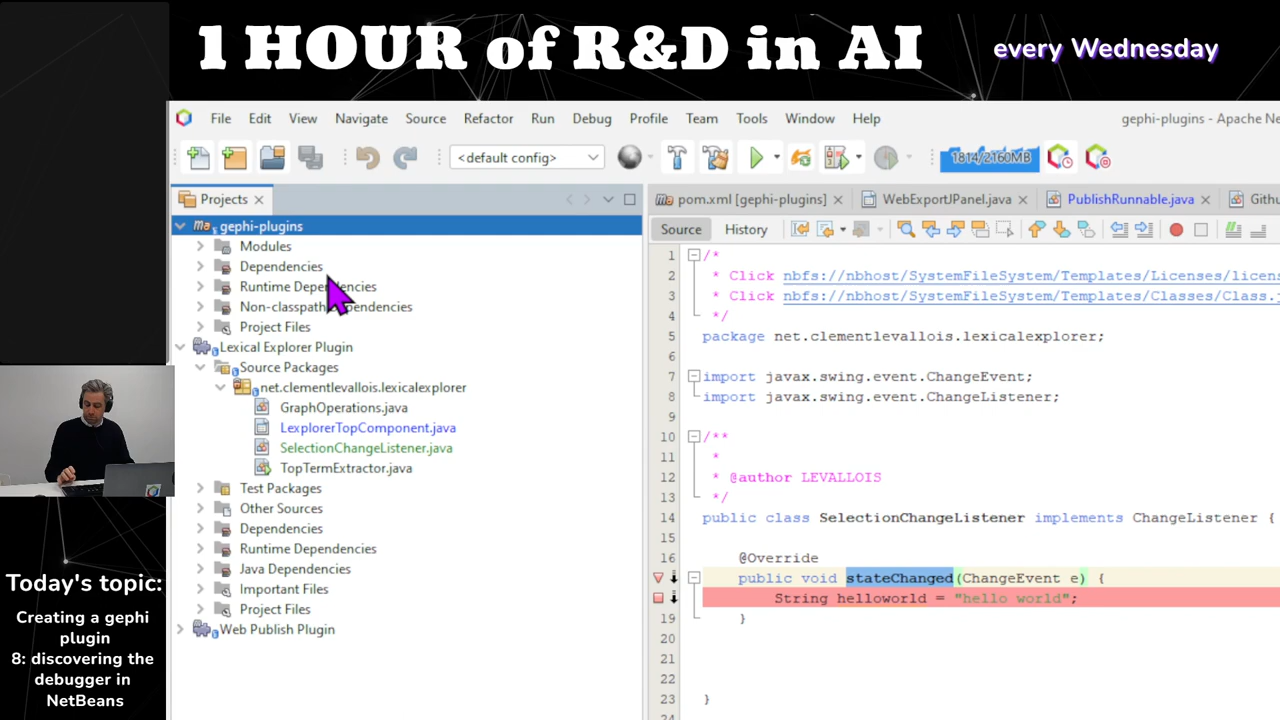 1 HOUR of R&D in AI
every Wednesday
File Edit View Navigate Source Refactor Run Debug Profile Team Tools Window Help
gephi-plugins - Apache Ne
<default config>
1814/2160MB
Projects
pom.xml [gephi-plugins]
WebExportJPanel.java
PublishRunnable.java
Githu
gephi-plugins
Modules
Dependencies
Runtime Dependencies
Non-classpath Dependencies
Project Files
Lexical Explorer Plugin
Source Packages
net.clementlevallois.lexicalexplorer
GraphOperations.java
LexplorerTopComponent.java
SelectionChangeListener.java
TopTermExtractor.java
Test Packages
Other Sources
Dependencies
Runtime Dependencies
Java Dependencies
Important Files
Project Files
Web Publish Plugin
Source History
1 /*
2 * Click nbfs://nbhost/SystemFileSystem/Templates/Licenses/licens
3 * Click nbfs://nbhost/SystemFileSystem/Templates/Classes/Class.j
4 */
5 package net.clementlevallois.lexicalexplorer;
6
7 import javax.swing.event.ChangeEvent;
8 import javax.swing.event.ChangeListener;
9
10 /**
11 *
12 * @author LEVALLOIS
13 */
14 public class SelectionChangeListener implements ChangeListener {
15
16 @Override
public void stateChanged(ChangeEvent e) {
String helloworld = "hello world";
19 }
20
21
22
23 }
24
Today's topic:
Creating a gephi
plugin
8: discovering the
debugger in
NetBeans